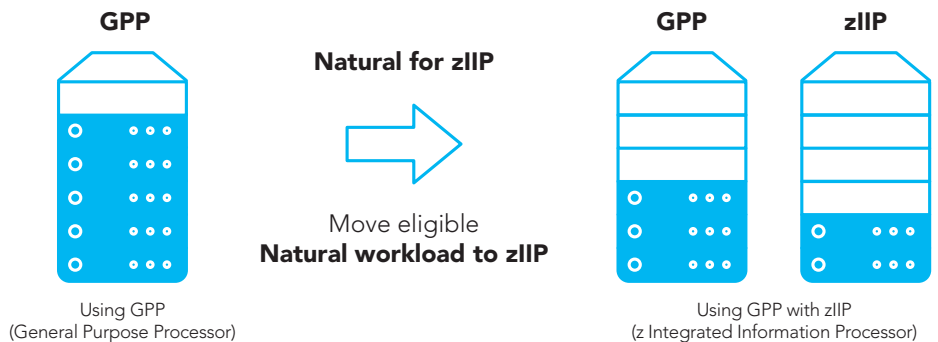 GPP
Using GPP
(General Purpose Processor)
Natural for zIIP
Move eligible
Natural workload to zIIP
GPP
zIIP
Using GPP with zIIP
(z Integrated Information Processor)